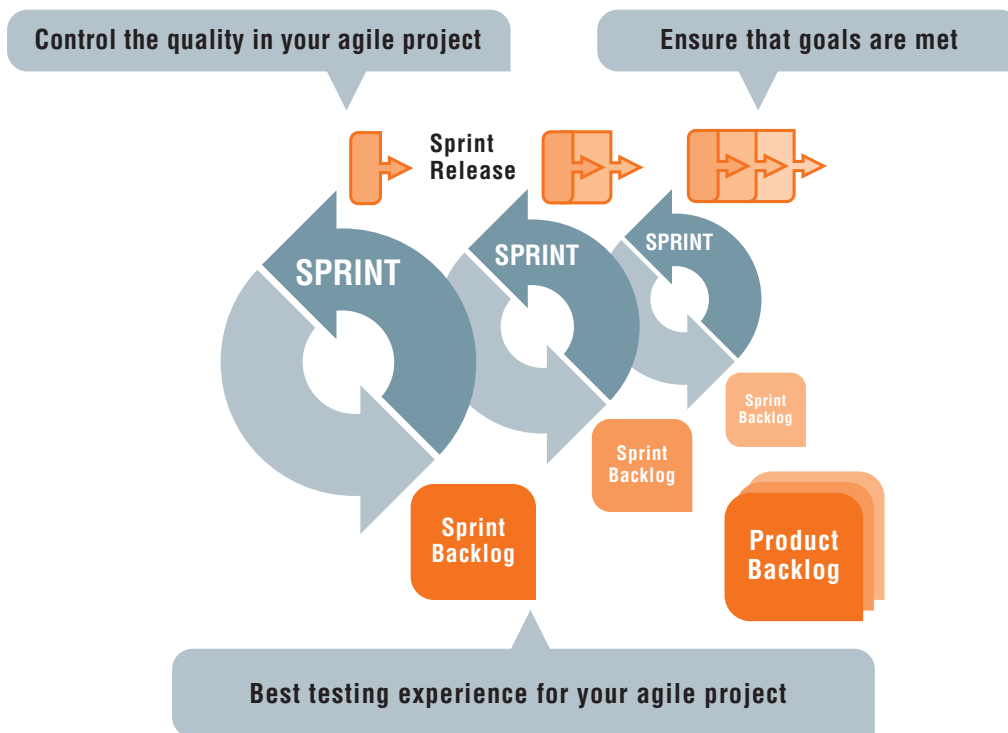 Control the quality in your agile project
Ensure that goals are met
Sprint
Release
SPRINT
SPRINT
SPRINT
Sprint
Backlog
Sprint
Backlog
Sprint
Backlog
Product
Backlog
Best testing experience for your agile project